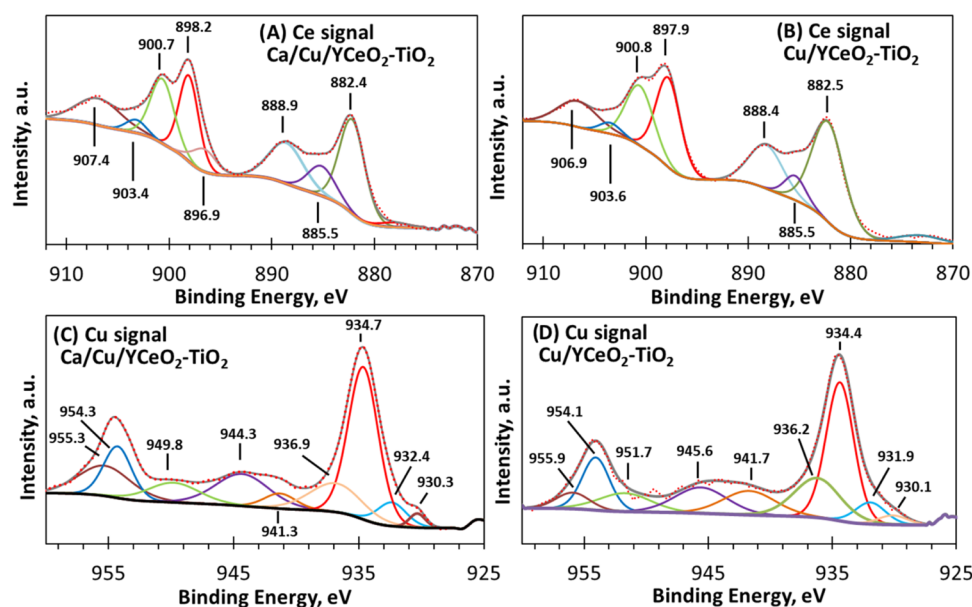 (A) Ce signal
Ca/Cu/YCeO₂-TiO₂
898.2
900.7
882.4
888.9
907.4
903.4
896.9
885.5
Intensity, a.u.
910 900 890 880 870
Binding Energy, eV
(B) Ce signal
Cu/YCeO₂-TiO₂
897.9
900.8
882.5
888.4
906.9
903.6
885.5
Intensity, a.u.
910 900 890 880 870
Binding Energy, eV
(C) Cu signal
Ca/Cu/YCeO₂-TiO₂
934.7
954.3
955.3
949.8
944.3
936.9
932.4
930.3
941.3
Intensity, a.u.
955 945 935 925
Binding Energy, eV
(D) Cu signal
Cu/YCeO₂-TiO₂
934.4
954.1
955.9
951.7
945.6
941.7
936.2
931.9
930.1
Intensity, a.u.
955 945 935 925
Binding Energy, eV